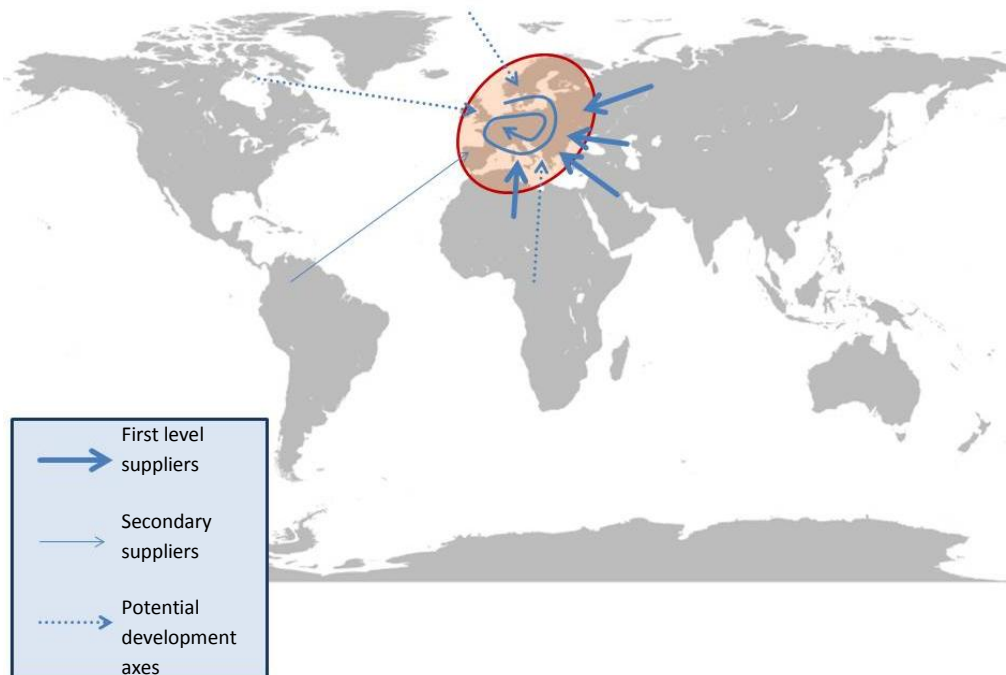 First level
suppliers
Secondary
suppliers
Potential
development
axes